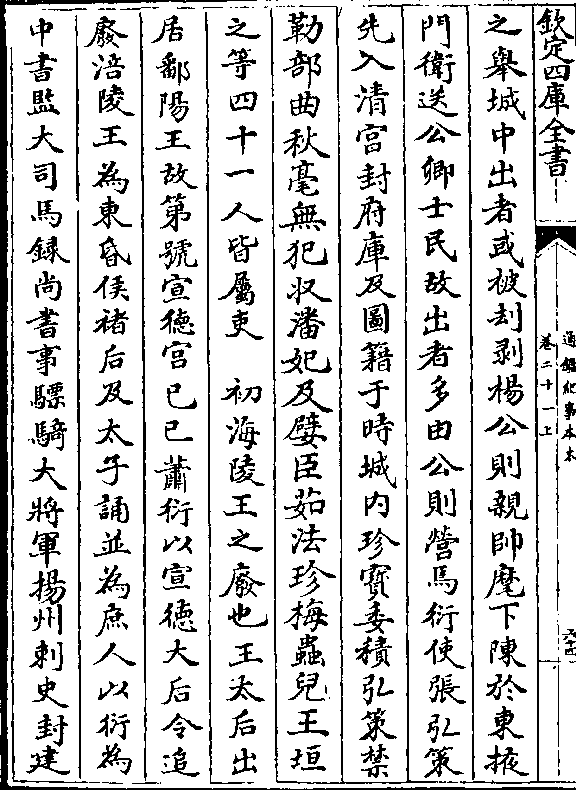 欽定四庫全書
通鑑紀事本末
卷二十一上
之舉城中出者或被刦剥楊公則親帥麾下陳於東掖
門衛送公卿士民故出者多由公則營焉衍使張弘策
先入清宫封府庫及圖籍于時城内珍寳委積弘策禁
勒部曲秋毫無犯收潘妃及嬖臣茹法珍梅蟲兒王垣
之等四十一人皆屬吏 初海陵王之廢也王太后出
居鄱陽王故第號宣德宫已巳蕭衍以宣德太后令追
廢涪陵王為東昏侯褚后及太子誦並為庶人以衍為
中書監大司馬錄尚書事驃騎大將軍揚州刺史封建